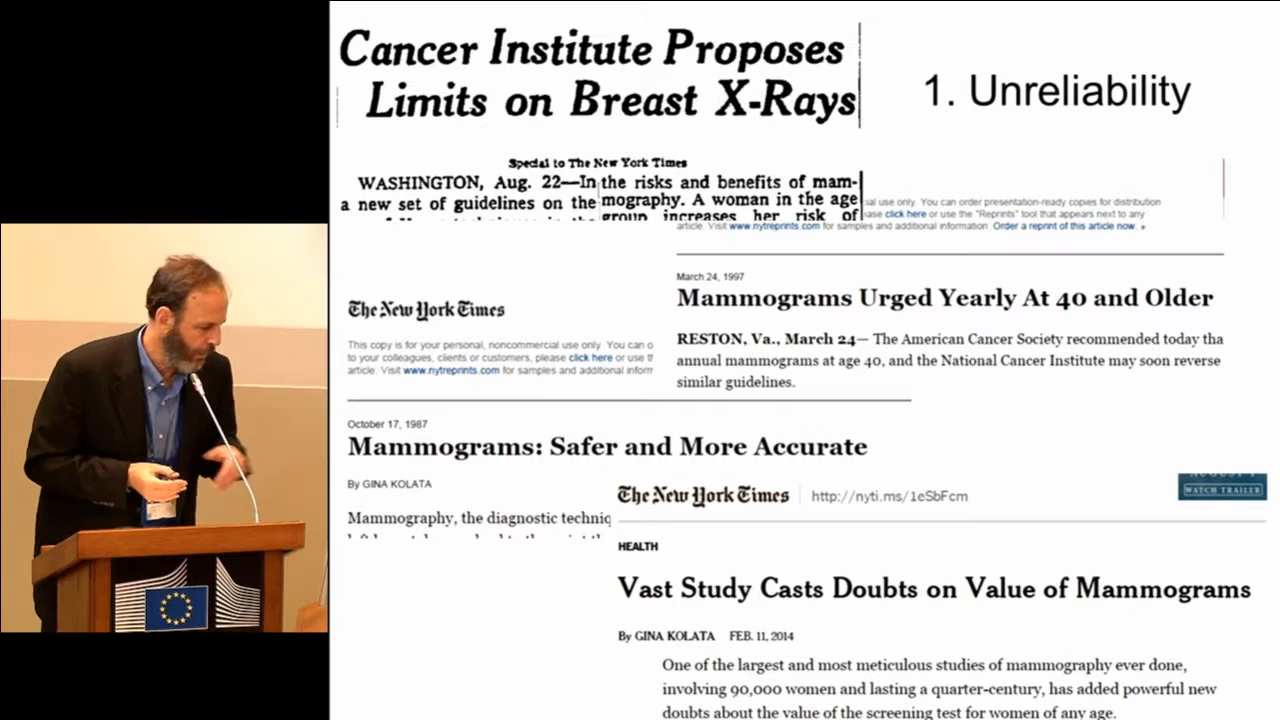 Cancer Institute Proposes
Limits on Breast X-Rays
1. Unreliability
Special to The New York Times
WASHINGTON, Aug. 22—In
a new set of guidelines on the
the risks and benefits of mam-
mography. A woman in the age
group increases her risk of
ial use only. You can order presentation-ready copies for distribution
ase click here or use the "Reprints" tool that appears next to any
article. Visit www.nytreprints.com for samples and additional information. Order a reprint of this article now. »
March 24, 1997
Mammograms Urged Yearly At 40 and Older
RESTON, Va., March 24— The American Cancer Society recommended today tha
annual mammograms at age 40, and the National Cancer Institute may soon reverse
similar guidelines.
The New York Times
This copy is for your personal, noncommercial use only. You can o
to your colleagues, clients or customers, please click here or use th
article. Visit www.nytreprints.com for samples and additional inform
October 17, 1987
Mammograms: Safer and More Accurate
By GINA KOLATA
Mammography, the diagnostic techniq
The New York Times
http://nyti.ms/1eSbFcm
WATCH TRAILER
HEALTH
Vast Study Casts Doubts on Value of Mammograms
By GINA KOLATA FEB. 11, 2014
One of the largest and most meticulous studies of mammography ever done,
involving 90,000 women and lasting a quarter-century, has added powerful new
doubts about the value of the screening test for women of any age.